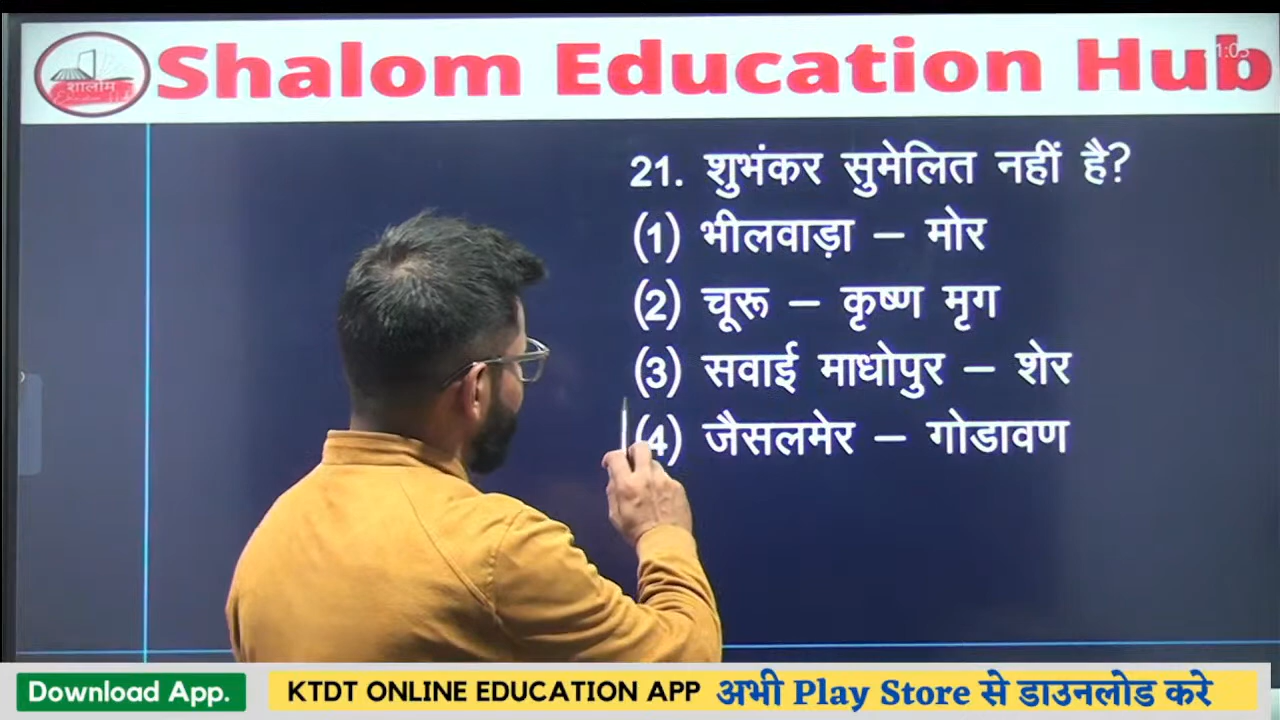 शालोम
Shalom Education Hub
21. शुभंकर सुमेलित नहीं है?
(1) भीलवाड़ा – मोर
(2) चूरू – कृष्ण मृग
(3) सवाई माधोपुर – शेर
(4) जैसलमेर – गोडावण
Download App.
KTDT ONLINE EDUCATION APP अभी Play Store से डाउनलोड करे